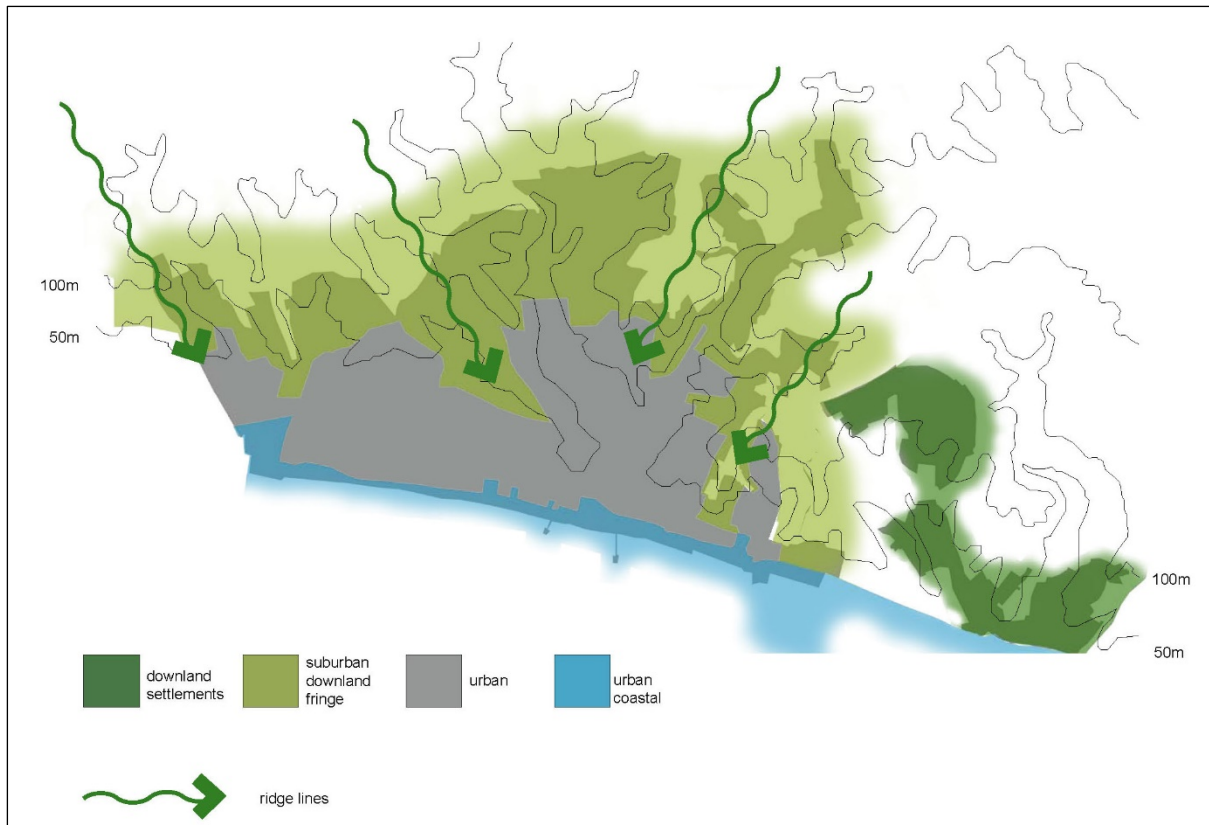 100m
50m
100m
50m
downland
settlements
suburban
downland
fringe
urban
urban
coastal
ridge lines